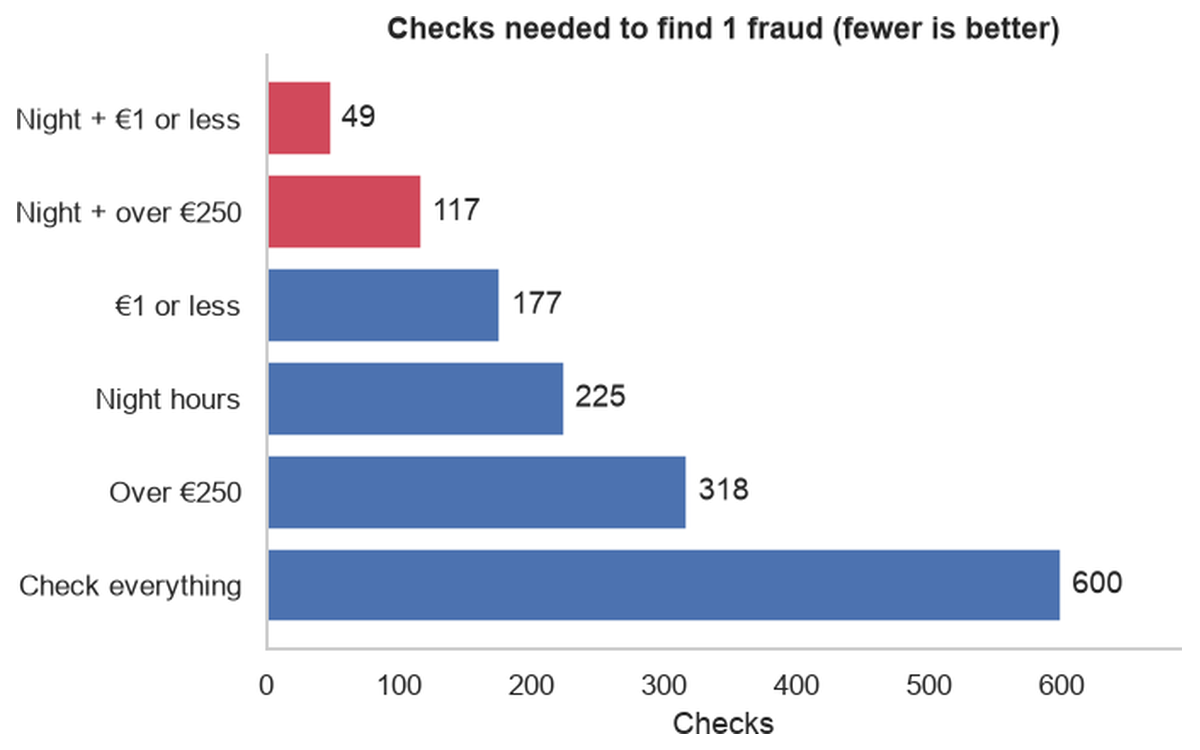 Checks needed to find 1 fraud (fewer is better)
Night + €1 or less 49
Night + over €250 117
€1 or less 177
Night hours 225
Over €250 318
Check everything 600
0 100 200 300 400 500 600
Checks